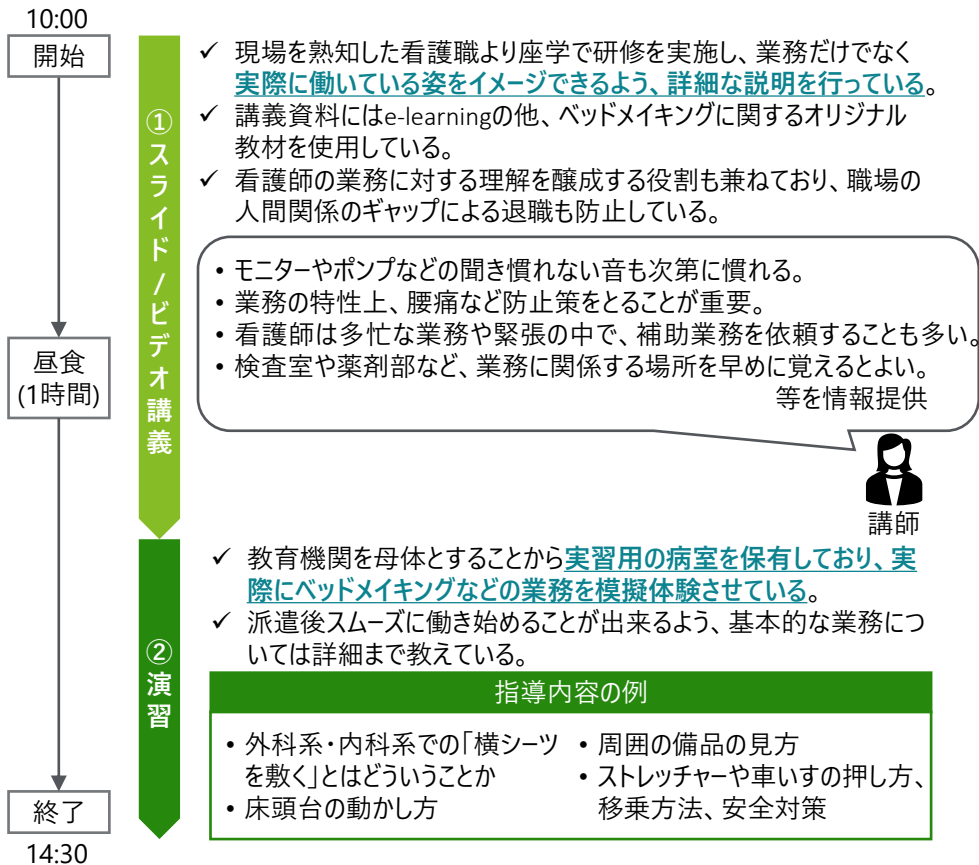 10:00
開始
昼食
(1時間)
終了
14:30
①スライド/ビデオ講義
✓ 現場を熟知した看護職より座学で研修を実施し、業務だけでなく
実際に働いている姿をイメージできるよう、詳細な説明を行っている。
✓ 講義資料にはe-learningの他、ベッドメイキングに関するオリジナル
教材を使用している。
✓ 看護師の業務に対する理解を醸成する役割も兼ねており、職場の
人間関係のギャップによる退職も防止している。
• モニターやポンプなどの聞き慣れない音も次第に慣れる。
• 業務の特性上、腰痛など防止策をとることが重要。
• 看護師は多忙な業務や緊張の中で、補助業務を依頼することも多い。
• 検査室や薬剤部など、業務に関係する場所を早めに覚えるとよい。
等を情報提供
講師
②演習
✓ 教育機関を母体とすることから実習用の病室を保有しており、実
際にベッドメイキングなどの業務を模擬体験させている。
✓ 派遣後スムーズに働き始めることが出来るよう、基本的な業務につ
いては詳細まで教えている。
指導内容の例
• 外科系・内科系での「横シーツ
を敷く」とはどういうことか
• 床頭台の動かし方
• 周囲の備品の見方
• ストレッチャーや車いすの押し方、
移乗方法、安全対策